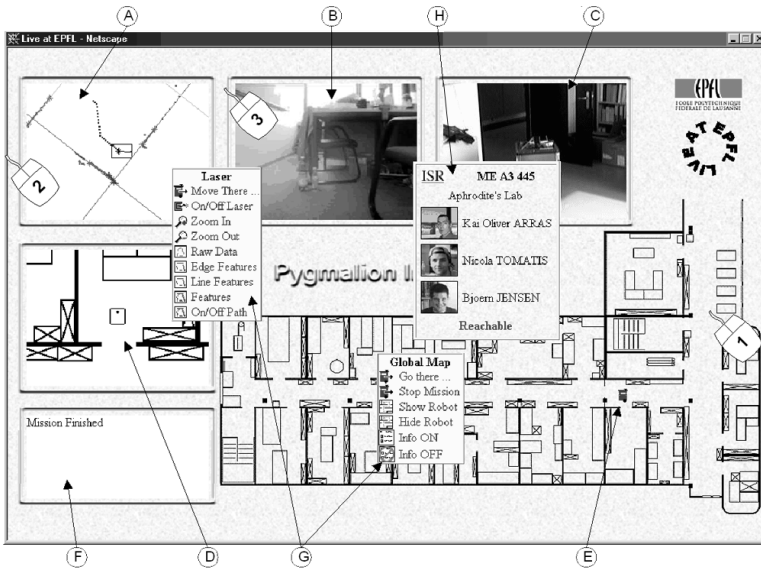 A
B
H
C
Live at EPFL - Netscape
EPFL
ECOLE POLYTECHNIQUE
FEDERALE DE LAUSANNE
LIVE AT EPFL
3
2
Laser
Move There ...
On/Off Laser
Zoom In
Zoom Out
Raw Data
Edge Features
Line Features
Features
On/Off Path
ISR ME A3 445
Aphrodite's Lab
Kai Oliver ARRAS
Nicola TOMATIS
Bjoern JENSEN
Reachable
Pygmalion
1
Global Map
Go there ...
Stop Mission
Show Robot
Hide Robot
Info ON
Info OFF
Mission Finished
F
D
G
E